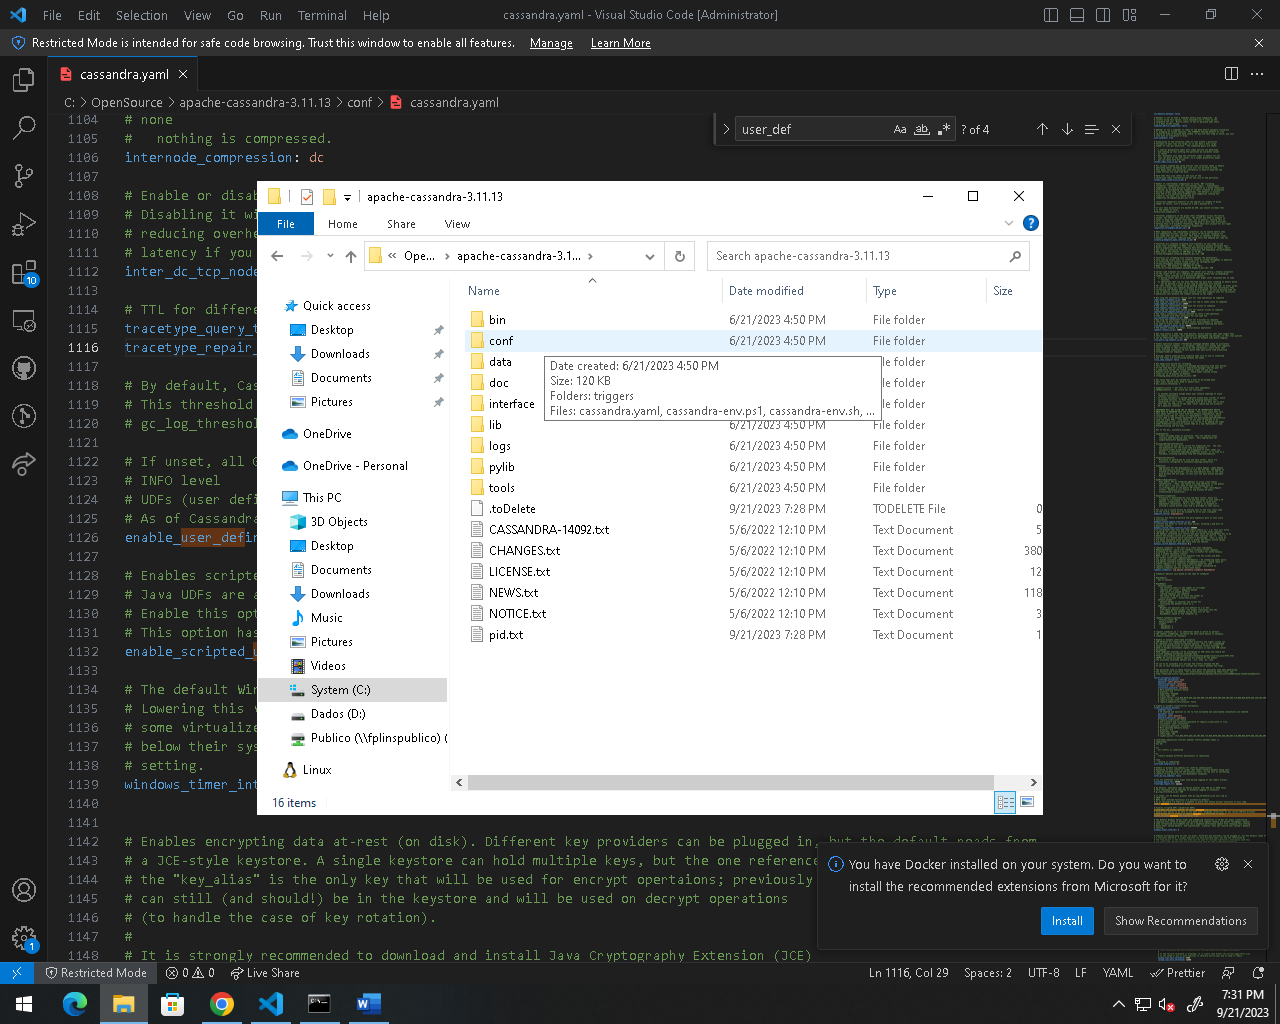 File Edit Selection View Go Run Terminal Help
cassandra.yaml - Visual Studio Code [Administrator]
Restricted Mode is intended for safe code browsing. Trust this window to enable all features. Manage Learn More
cassandra.yaml
C: > OpenSource > apache-cassandra-3.11.13 > conf > cassandra.yaml
user_def
Aa ab .* ? of 4
1104 # none
1105 # nothing is compressed.
1106 internode_compression: dc
1107
1108 # Enable or disab
1109 # Disabling it wi
1110 # reducing overhe
1111 # latency if you
1112 inter_dc_tcp_node
1113
1114 # TTL for differe
1115 tracetype_query_t
1116 tracetype_repair_
1117
1118 # By default, Cas
1119 # This threshold
1120 # gc_log_threshol
1121
1122 # If unset, all G
1123 # INFO level
1124 # UDFs (user defi
1125 # As of Cassandra
1126 enable_user_defin
1127
1128 # Enables scripte
1129 # Java UDFs are a
1130 # Enable this opt
1131 # This option has
1132 enable_scripted_u
1133
1134 # The default Win
1135 # Lowering this v
1136 # some virtualize
1137 # below their sys
1138 # setting.
1139 windows_timer_int
1140
1141
1142 # Enables encrypting data at-rest (on disk). Different key providers can be plugged in, but the default reads from
1143 # a JCE-style keystore. A single keystore can hold multiple keys, but the one reference
1144 # the "key_alias" is the only key that will be used for encrypt opertaions; previously
1145 # can still (and should!) be in the keystore and will be used on decrypt operations
1146 # (to handle the case of key rotation).
1147 #
1148 # It is strongly recommended to download and install Java Cryptography Extension (JCE)
apache-cassandra-3.11.13
File Home Share View
« Ope... > apache-cassandra-3.1... >
Search apache-cassandra-3.11.13
Quick access
Desktop
Downloads
Documents
Pictures
OneDrive
OneDrive - Personal
This PC
3D Objects
Desktop
Documents
Downloads
Music
Pictures
Videos
System (C:)
Dados (D:)
Publico (\\fplinspublico) (
Linux
Name Date modified Type Size
bin 6/21/2023 4:50 PM File folder
conf 6/21/2023 4:50 PM File folder
data 6/21/2023 4:50 PM File folder
doc le folder
interface le folder
lib 6/21/2023 4:50 PM File folder
logs 6/21/2023 4:50 PM File folder
pylib 6/21/2023 4:50 PM File folder
tools 6/21/2023 4:50 PM File folder
.toDelete 9/21/2023 7:28 PM TODELETE File 0
CASSANDRA-14092.txt 5/6/2022 12:10 PM Text Document 5
CHANGES.txt 5/6/2022 12:10 PM Text Document 380
LICENSE.txt 5/6/2022 12:10 PM Text Document 12
NEWS.txt 5/6/2022 12:10 PM Text Document 118
NOTICE.txt 5/6/2022 12:10 PM Text Document 3
pid.txt 9/21/2023 7:28 PM Text Document 1
Date created: 6/21/2023 4:50 PM
Size: 120 KB
Folders: triggers
Files: cassandra.yaml, cassandra-env.ps1, cassandra-env.sh, ...
16 items
10
1
You have Docker installed on your system. Do you want to
install the recommended extensions from Microsoft for it?
Install Show Recommendations
Restricted Mode 0 0 Live Share
Ln 1116, Col 29 Spaces: 2 UTF-8 LF YAML Prettier
7:31 PM
9/21/2023